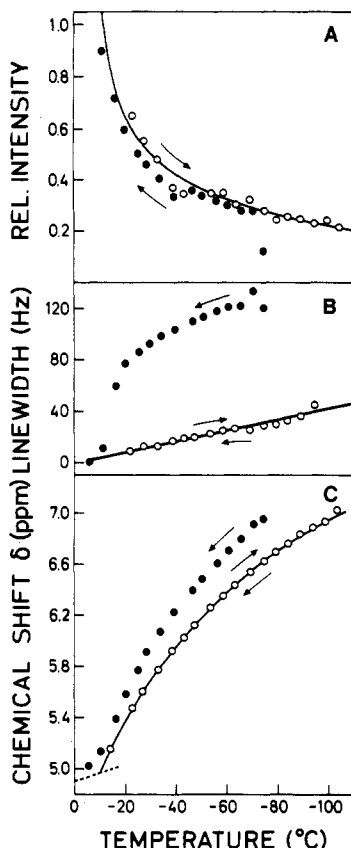 A
1.0
0.8
0.6
0.4
0.2
0
REL. INTENSITY
B
120
80
40
0
LINEWIDTH (Hz)
C
7.0
6.6
6.2
5.8
5.4
5.0
CHEMICAL SHIFT δ (ppm)
0 -20 -40 -60 -80 -100
TEMPERATURE (°C)